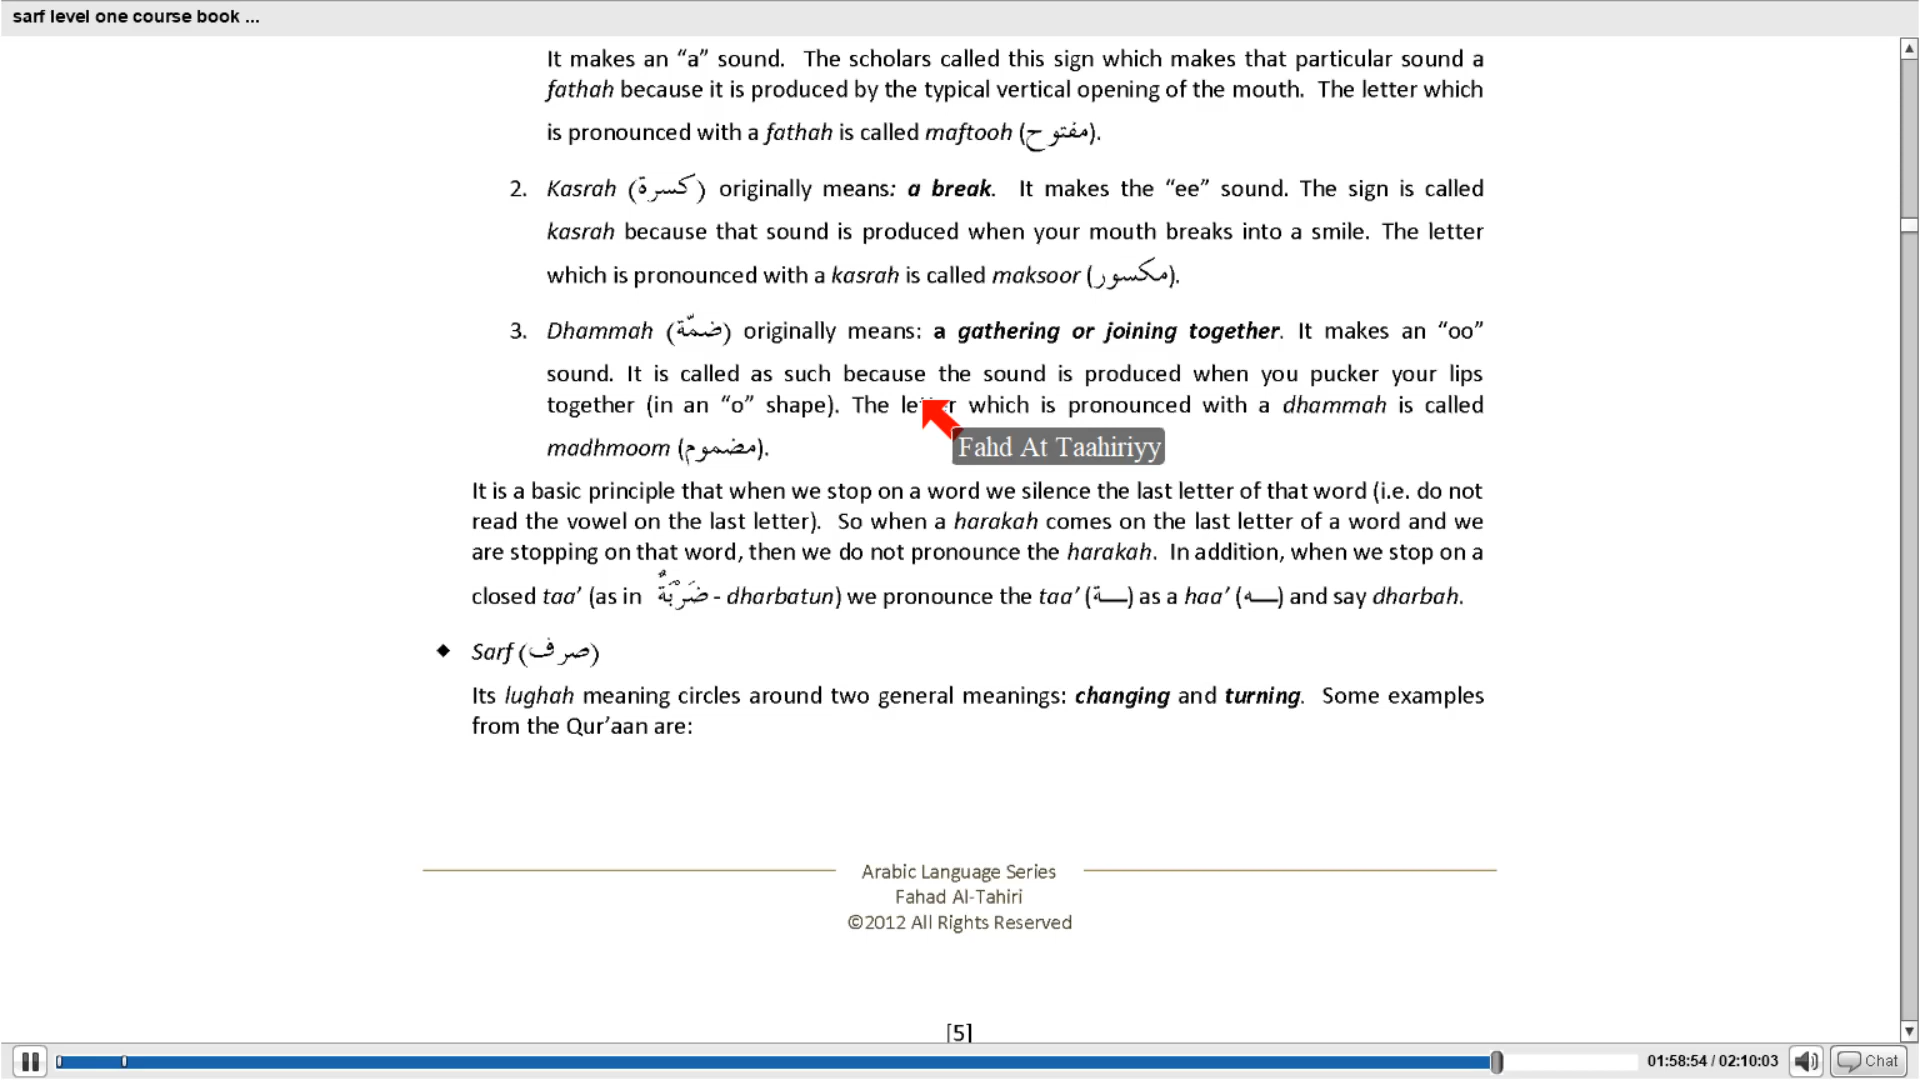 sarf level one course book ...
It makes an “a” sound.  The scholars called this sign which makes that particular sound a
fathah because it is produced by the typical vertical opening of the mouth.  The letter which
is pronounced with a fathah is called maftooh (مفتوح).
2. Kasrah (كسرة) originally means: a break.  It makes the “ee” sound. The sign is called
kasrah because that sound is produced when your mouth breaks into a smile. The letter
which is pronounced with a kasrah is called maksoor (مكسور).
3. Dhammah (ضمّة) originally means: a gathering or joining together. It makes an “oo”
sound. It is called as such because the sound is produced when you pucker your lips
together (in an “o” shape). The letter which is pronounced with a dhammah is called
madhmoom (مضموم).
Fahd At Taahiriyy
It is a basic principle that when we stop on a word we silence the last letter of that word (i.e. do not
read the vowel on the last letter).  So when a harakah comes on the last letter of a word and we
are stopping on that word, then we do not pronounce the harakah.  In addition, when we stop on a
closed taa’ (as in ضَرْبَةٌ - dharbatun) we pronounce the taa’ (ـــة) as a haa’ (ـــه) and say dharbah.
◆ Sarf (صرف)
Its lughah meaning circles around two general meanings: changing and turning.  Some examples
from the Qur’aan are:
Arabic Language Series
Fahad Al-Tahiri
©2012 All Rights Reserved
[5]
01:58:54 / 02:10:03 Chat